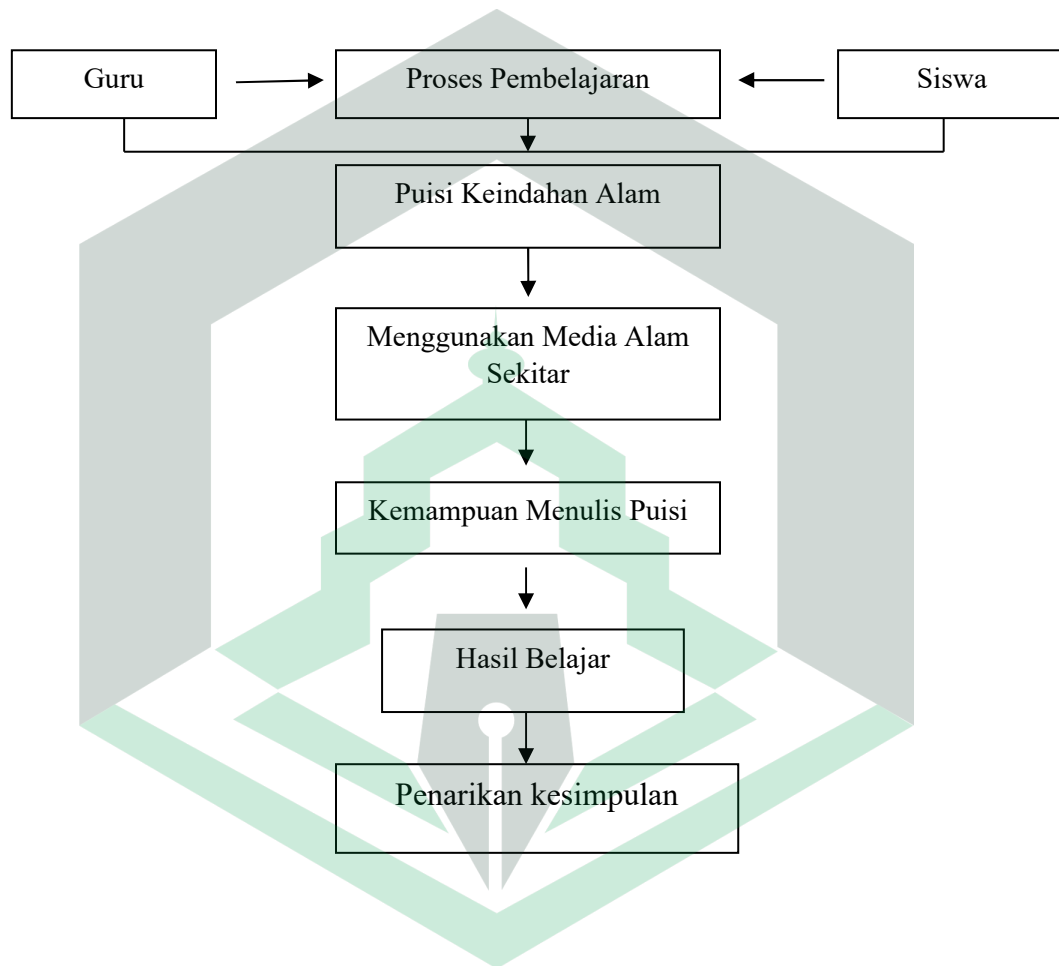 Guru
Proses Pembelajaran
Siswa
Puisi Keindahan Alam
Menggunakan Media Alam
Sekitar
Kemampuan Menulis Puisi
Hasil Belajar
Penarikan kesimpulan